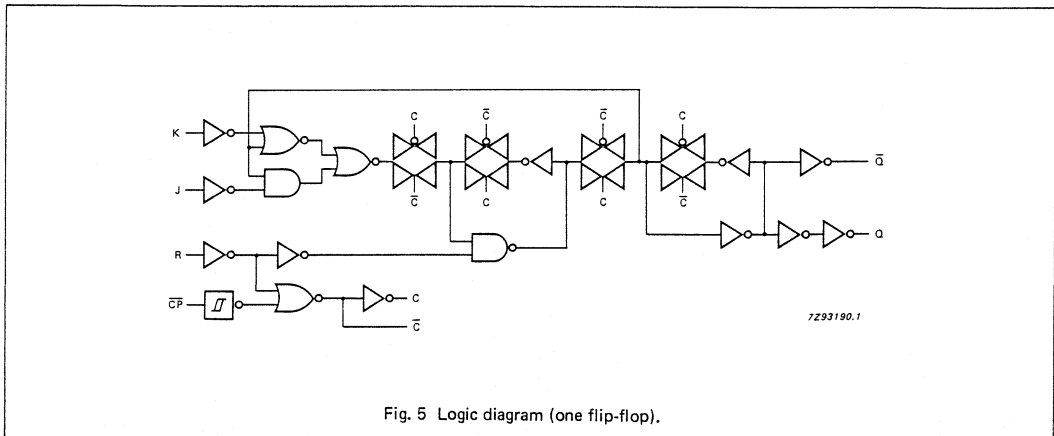 C
C̅
C̅
C
K
Q̅
J
C̅
C
C
C̅
Q
R
C̅P̅
C
C̅
7Z93190.1
Fig. 5 Logic diagram (one flip-flop).